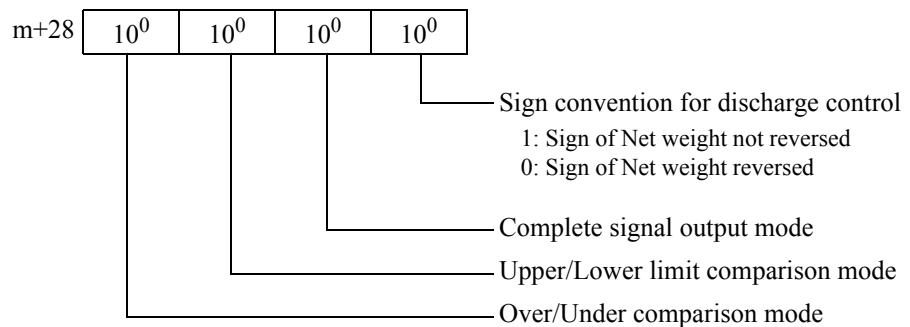 m+28 10⁰ 10⁰ 10⁰ 10⁰
Sign convention for discharge control
1: Sign of Net weight not reversed
0: Sign of Net weight reversed
Complete signal output mode
Upper/Lower limit comparison mode
Over/Under comparison mode